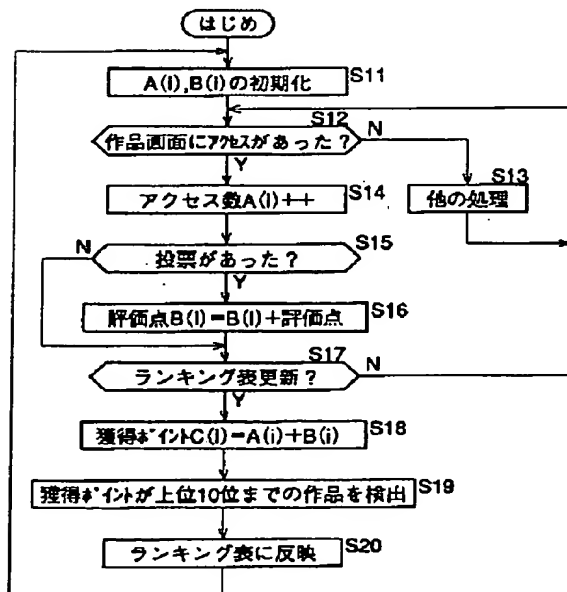 はじめ
A(i),B(i)の初期化 S11
作品画面にアクセスがあった? S12
N
Y
他の処理 S13
アクセス数A(i)++ S14
投票があった? S15
N
Y
評価点B(i)=B(i)+評価点 S16
ランキング表更新? S17
N
Y
獲得ポイントC(i)=A(i)+B(i) S18
獲得ポイントが上位10位までの作品を検出 S19
ランキング表に反映 S20